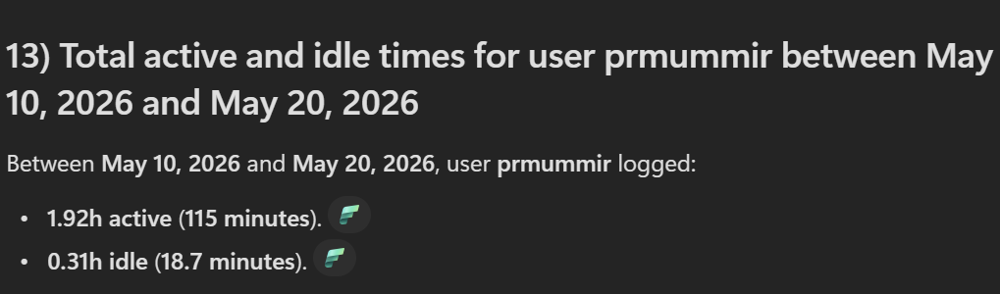 13) Total active and idle times for user prmummir between May
10, 2026 and May 20, 2026
Between May 10, 2026 and May 20, 2026, user prmummir logged:
• 1.92h active (115 minutes).
• 0.31h idle (18.7 minutes).